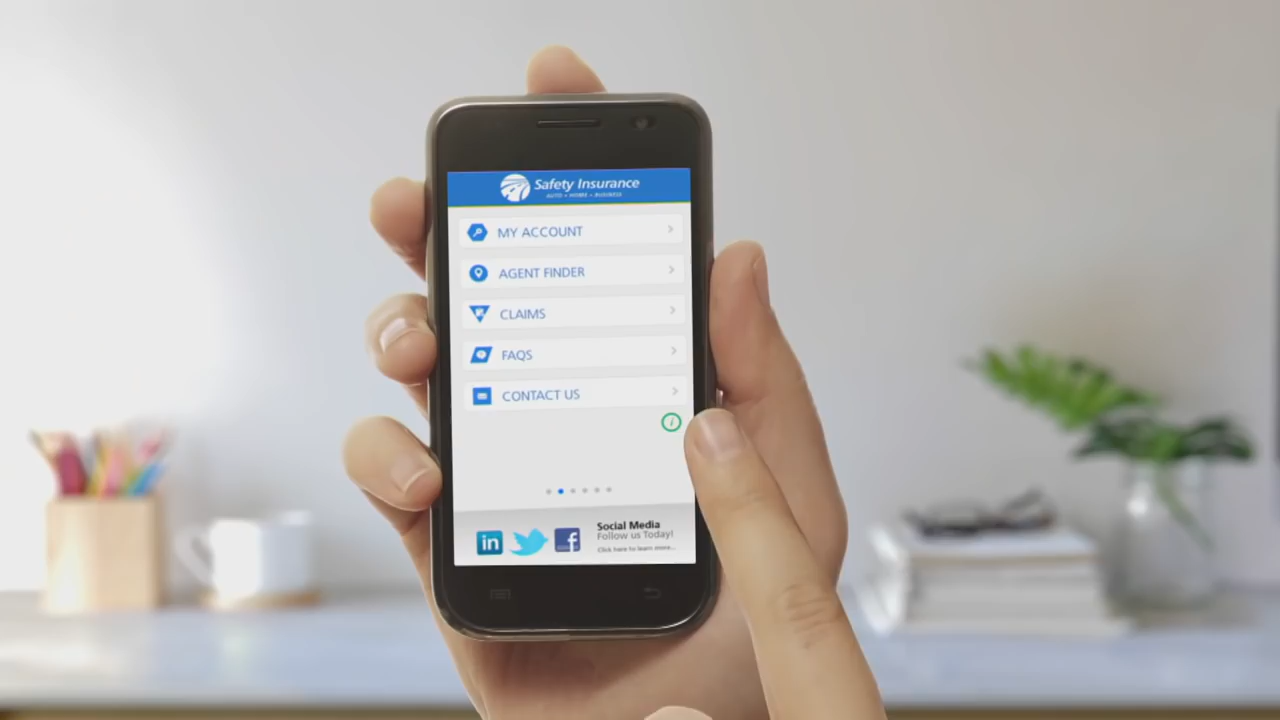 Safety Insurance
AUTO • HOME • BUSINESS
MY ACCOUNT
AGENT FINDER
CLAIMS
FAQS
CONTACT US
i
in
f
Social Media
Follow us Today!
Click here to learn more...